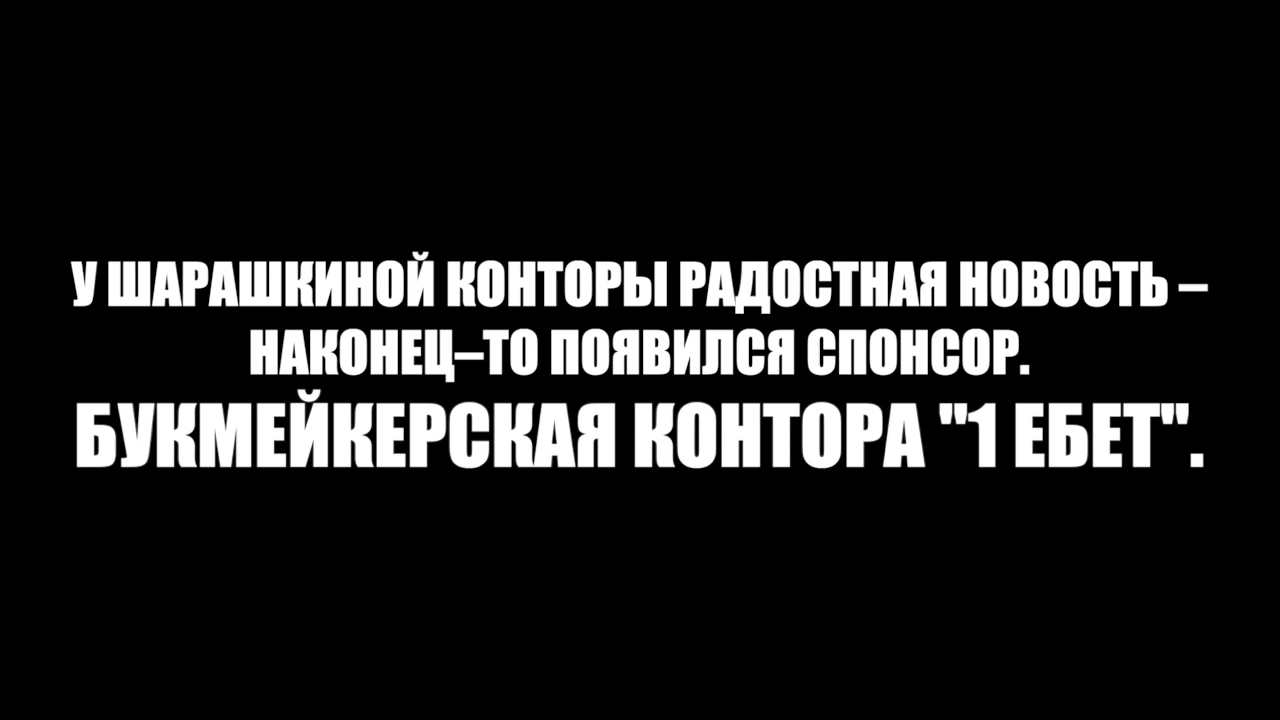 У ШАРАШКИНОЙ КОНТОРЫ РАДОСТНАЯ НОВОСТЬ –
НАКОНЕЦ–ТО ПОЯВИЛСЯ СПОНСОР.
БУКМЕЙКЕРСКАЯ КОНТОРА "1 ЕБЕТ".